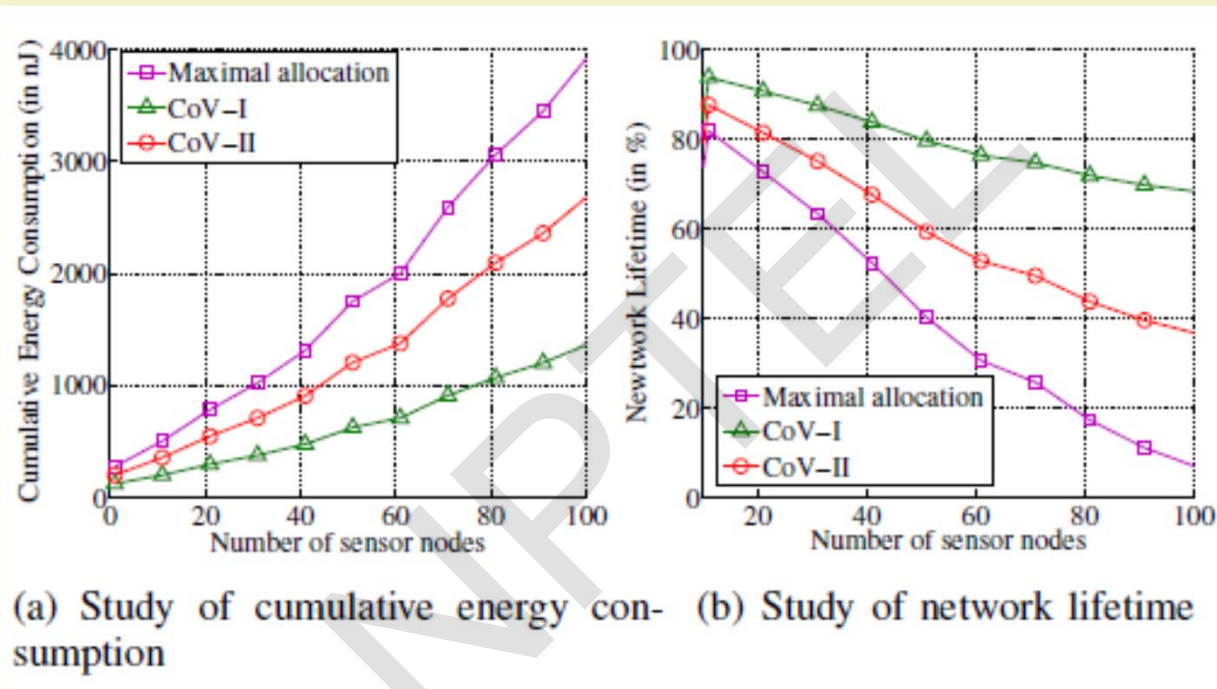 Cumulative Energy Consumption (in nJ)
4000
3000
2000
1000
0
Maximal allocation
CoV-I
CoV-II
0 20 40 60 80 100
Number of sensor nodes
Newtwork Lifetime (in %)
100
80
60
40
20
0
Maximal allocation
CoV-I
CoV-II
20 40 60 80 100
Number of sensor nodes
(a) Study of cumulative energy con-
sumption
(b) Study of network lifetime
NPTEL